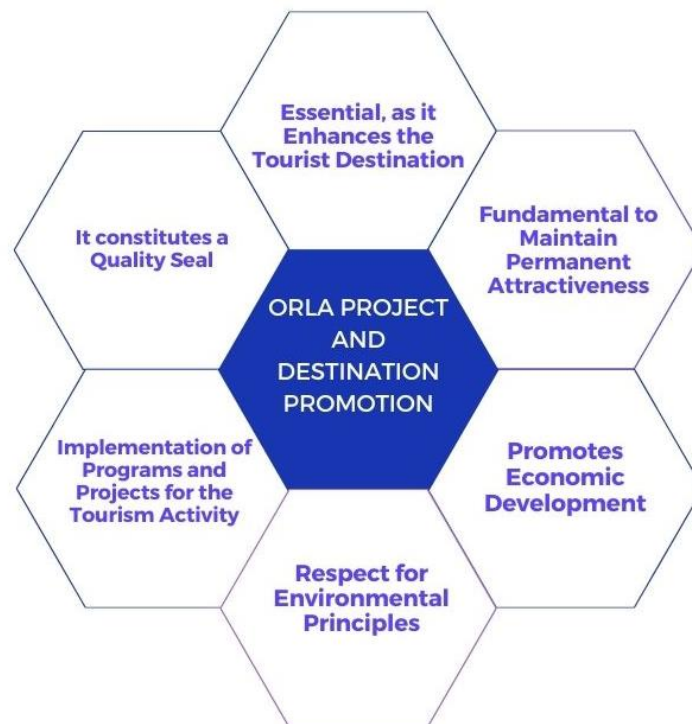 Essential, as it
Enhances the
Tourist Destination
Fundamental to
Maintain
Permanent
Attractiveness
It constitutes a
Quality Seal
ORLA PROJECT
AND
DESTINATION
PROMOTION
Implementation of
Programs and
Projects for the
Tourism Activity
Promotes
Economic
Development
Respect for
Environmental
Principles